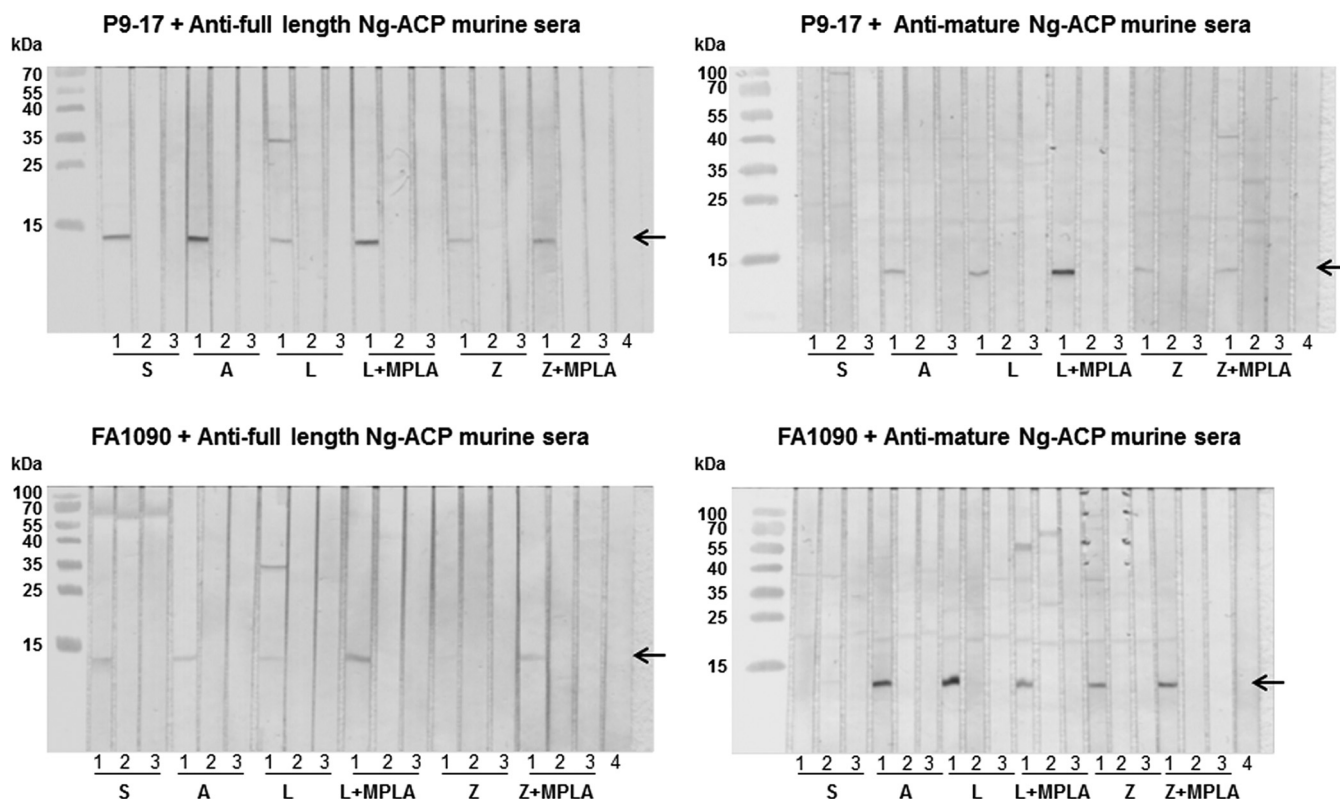 P9-17 + Anti-full length Ng-ACP murine sera
kDa
70
55
40
35
25
15
1 2 3 1 2 3 1 2 3 1 2 3 1 2 3 1 2 3 4
S A L L+MPLA Z Z+MPLA
P9-17 + Anti-mature Ng-ACP murine sera
kDa
100
70
55
40
35
25
15
1 2 3 1 2 3 1 2 3 1 2 3 1 2 3 1 2 3 4
S A L L+MPLA Z Z+MPLA
FA1090 + Anti-full length Ng-ACP murine sera
kDa
100
70
55
40
35
25
15
1 2 3 1 2 3 1 2 3 1 2 3 1 2 3 1 2 3 4
S A L L+MPLA Z Z+MPLA
FA1090 + Anti-mature Ng-ACP murine sera
kDa
100
70
55
40
35
25
15
1 2 3 1 2 3 1 2 3 1 2 3 1 2 3 1 2 3 4
S A L L+MPLA Z Z+MPLA